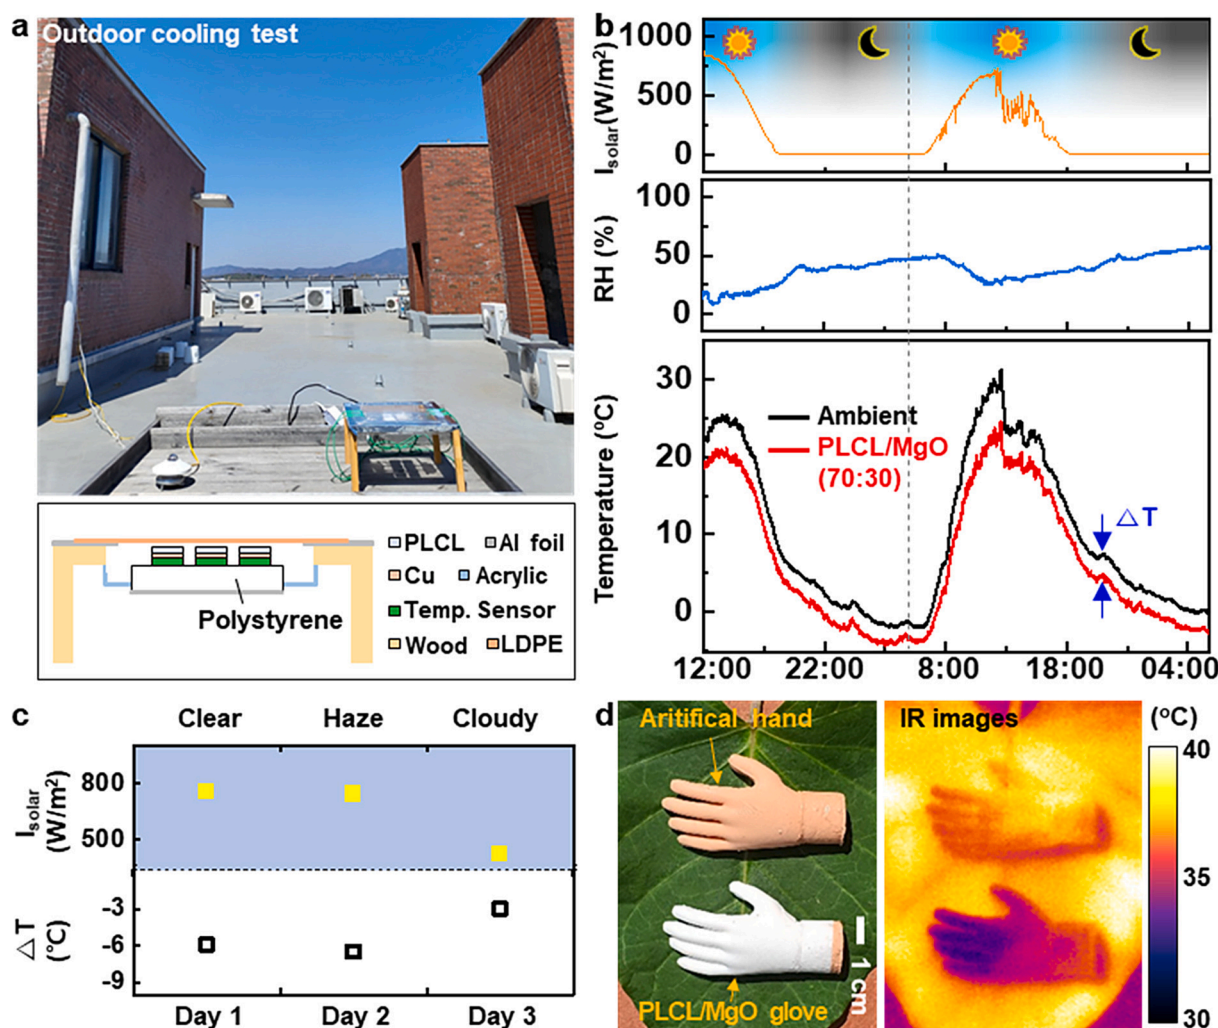 a
Outdoor cooling test
PLCL
Al foil
Cu
Acrylic
Temp. Sensor
Wood
LDPE
Polystyrene
b
I_solar(W/m²)
1000
500
0
RH (%)
100
50
0
Temperature (°C)
30
20
10
0
Ambient
PLCL/MgO
(70:30)
△T
12:00 22:00 8:00 18:00 04:00
c
Clear Haze Cloudy
I_solar
(W/m²)
800
500
△T
(°C)
-3
-6
-9
Day 1 Day 2 Day 3
d
Aritifical hand
PLCL/MgO glove
1 cm
IR images
(°C)
40
35
30